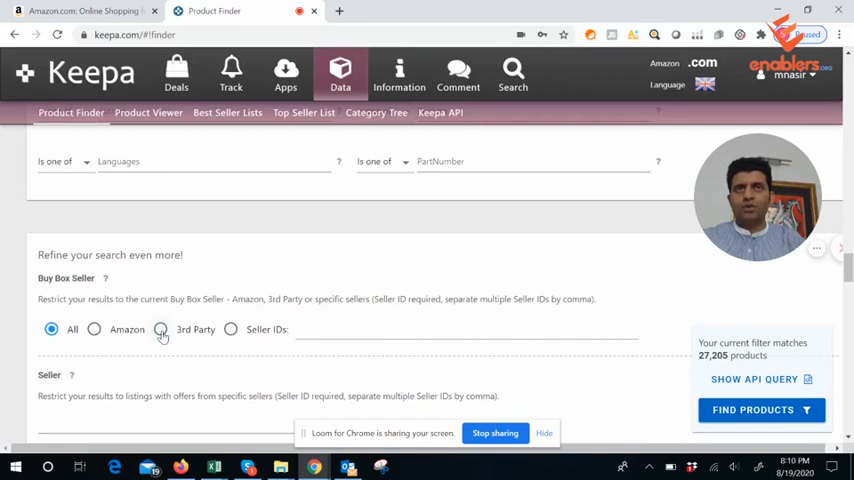 Amazon.com: Online Shopping f
Product Finder
keepa.com/#!finder
Paused
enablers.ORG
Keepa
Deals
Track
Apps
Data
Information
Comment
Search
Amazon .com
Language
mnasir
Product Finder
Product Viewer
Best Seller Lists
Top Seller List
Category Tree
Keepa API
Is one of Languages ?
Is one of PartNumber ?
Refine your search even more!
Buy Box Seller ?
Restrict your results to the current Buy Box Seller - Amazon, 3rd Party or specific sellers (Seller ID required, separate multiple Seller IDs by comma).
All Amazon 3rd Party Seller IDs:
Your current filter matches
27,205 products
SHOW API QUERY
FIND PRODUCTS
Seller ?
Restrict your results to listings with offers from specific sellers (Seller ID required, separate multiple Seller IDs by comma).
Loom for Chrome is sharing your screen.
Stop sharing
Hide
19
8:10 PM
8/19/2020